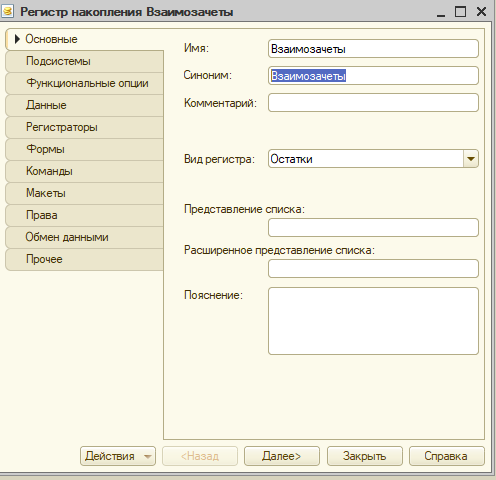 Регистр накопления Взаимозачеты
Основные
Подсистемы
Функциональные опции
Данные
Регистраторы
Формы
Команды
Макеты
Права
Обмен данными
Прочее
Имя: Взаимозачеты
Синоним: Взаимозачеты
Комментарий:
Вид регистра: Остатки
Представление списка:
Расширенное представление списка:
Пояснение:
Действия <Назад Далее> Закрыть Справка